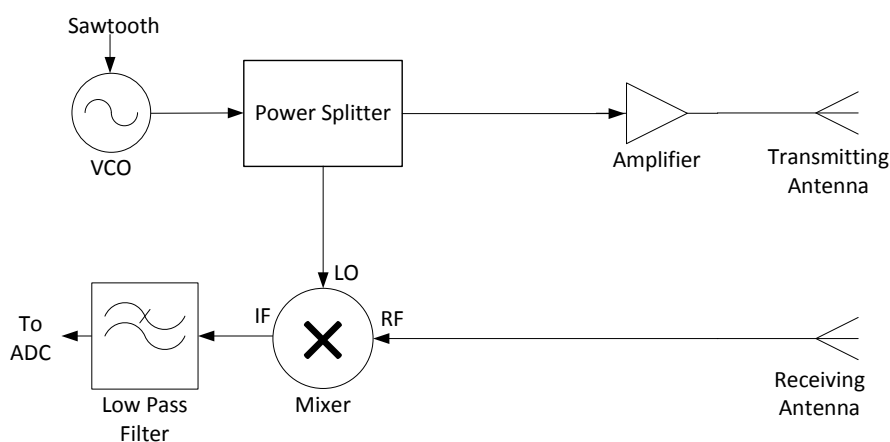 Sawtooth
VCO
Power Splitter
Amplifier
Transmitting
Antenna
LO
IF
RF
To
ADC
Low Pass
Filter
Mixer
Receiving
Antenna